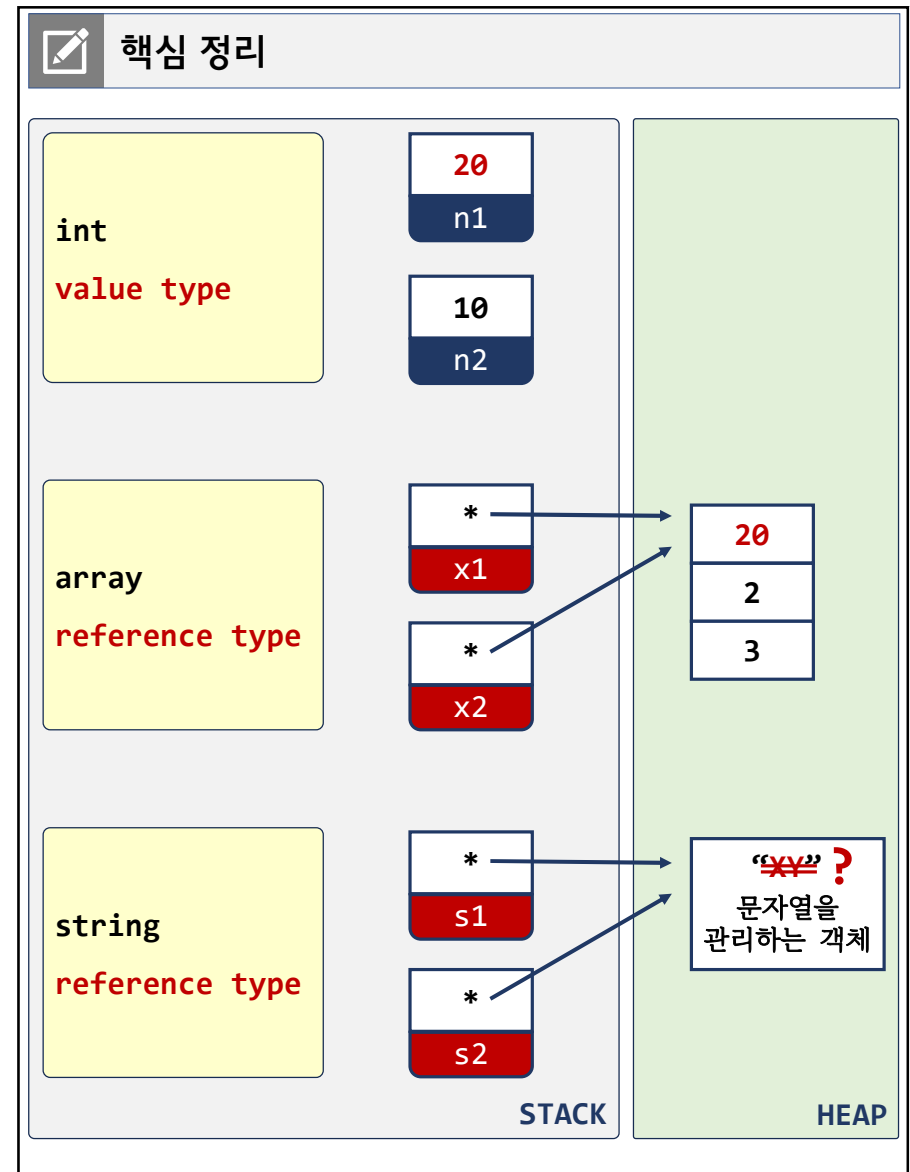 핵심 정리
int
value type
20
n1
10
n2
array
reference type
*
x1
*
x2
20
2
3
string
reference type
*
s1
*
s2
“XY” ?
문자열을
관리하는 객체
STACK
HEAP